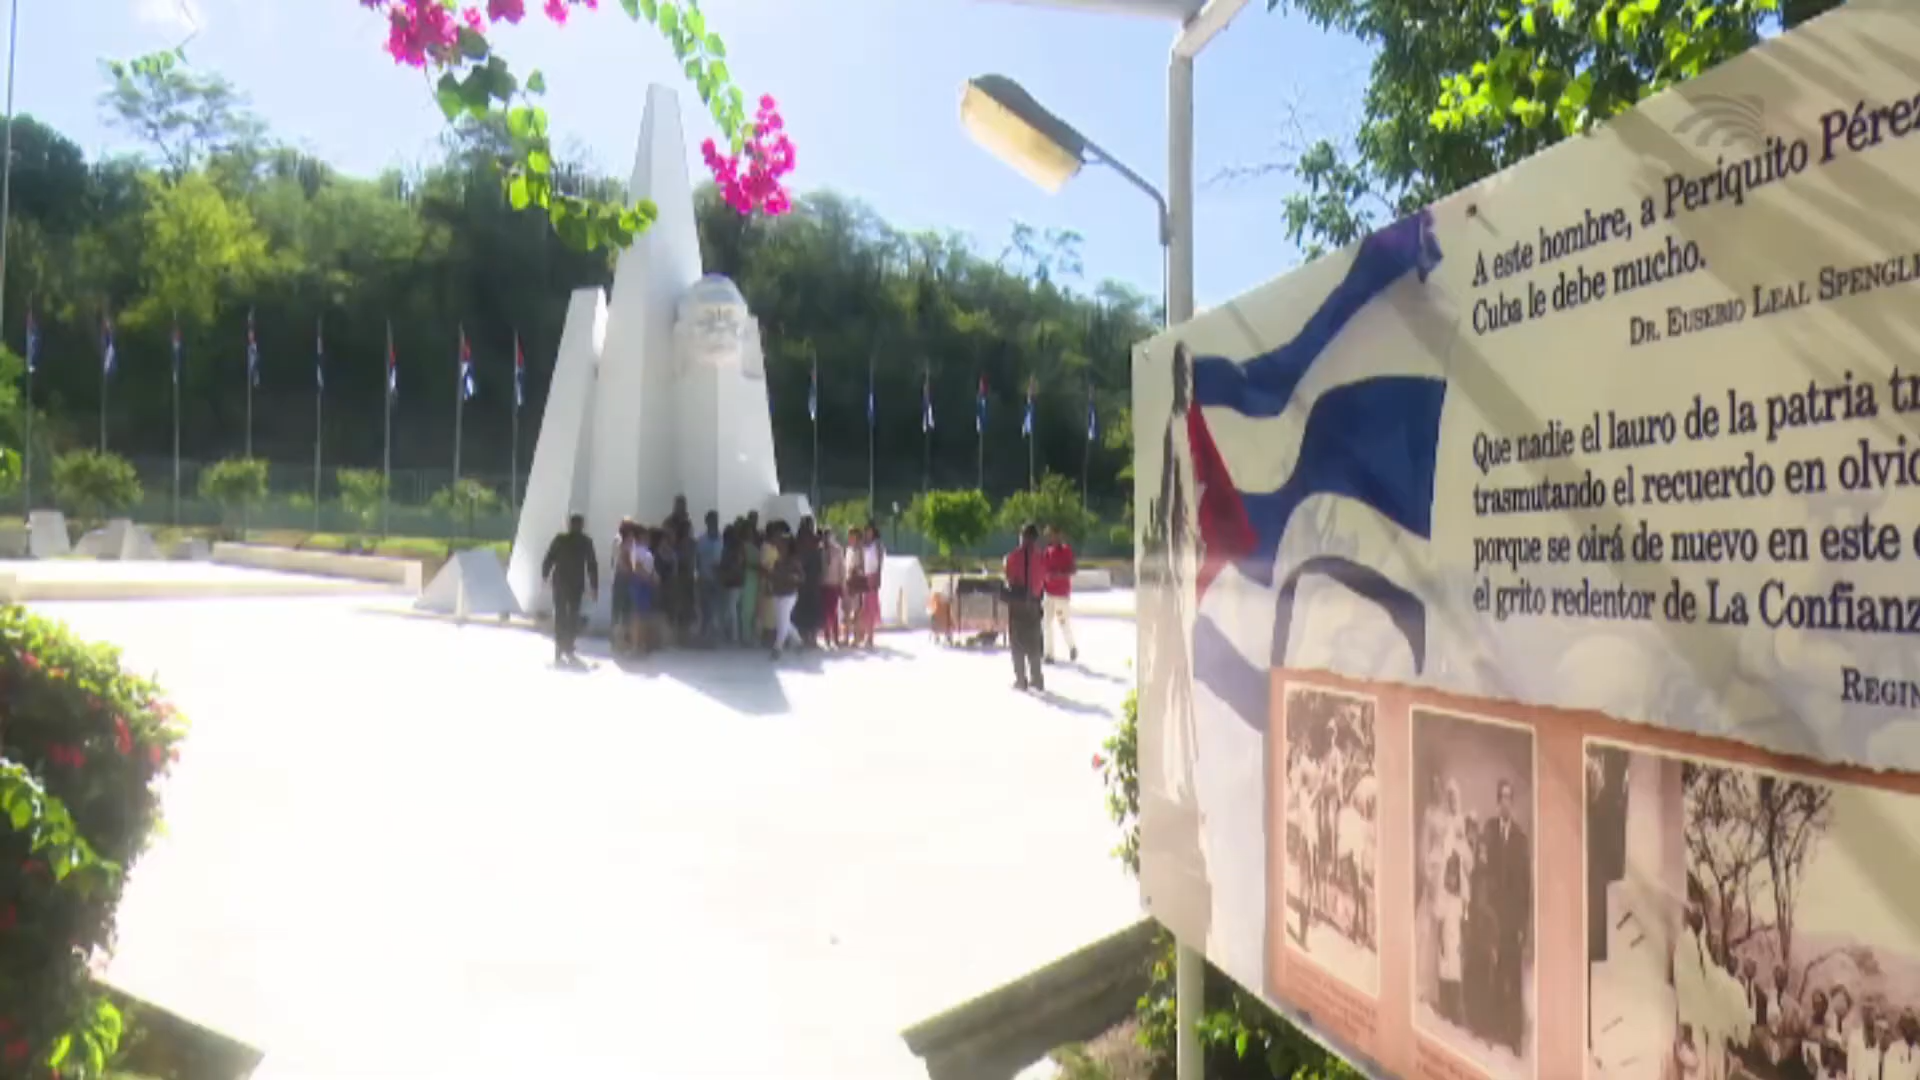 A este hombre, a Periquito Pérez
Cuba le debe mucho.
Dr. Eusebio Leal Spengle
Que nadie el lauro de la patria tr
trasmutando el recuerdo en olvid
porque se oirá de nuevo en este
el grito redentor de La Confianz
Regin